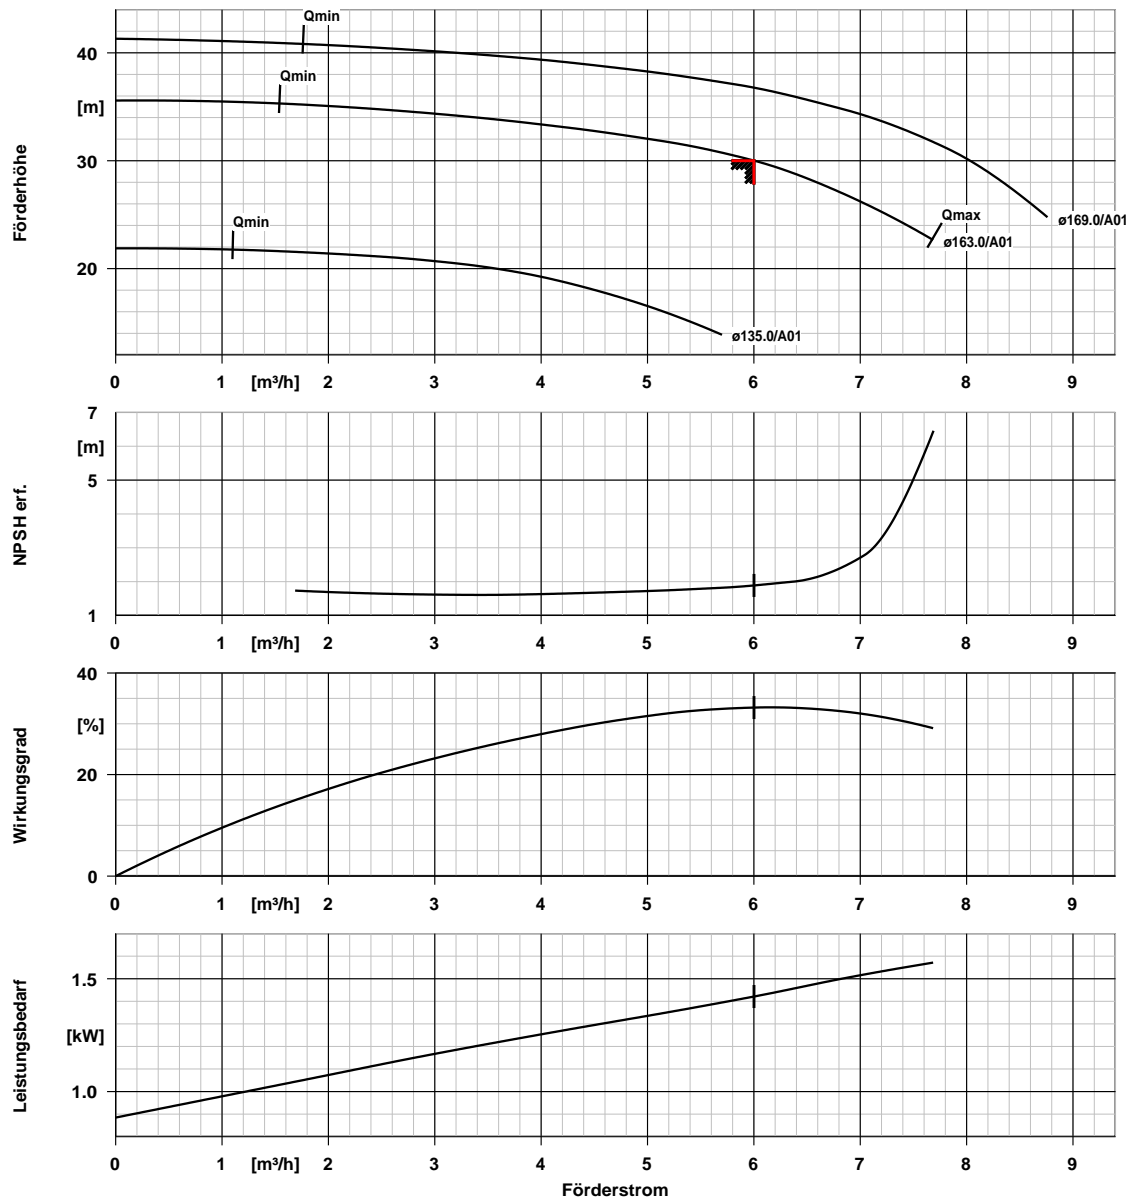 Qmin
40
Qmin
[m]
30
Förderhöhe
Qmin
Qmax
ø169.0/A01
ø163.0/A01
20
ø135.0/A01
0 1 [m³/h] 2 3 4 5 6 7 8 9
7
[m]
5
NPSH erf.
1
0 1 [m³/h] 2 3 4 5 6 7 8 9
40
[%]
Wirkungsgrad
20
0
0 1 [m³/h] 2 3 4 5 6 7 8 9
1.5
[kW]
Leistungsbedarf
1.0
0 1 [m³/h] 2 3 4 5 6 7 8 9
Förderstrom